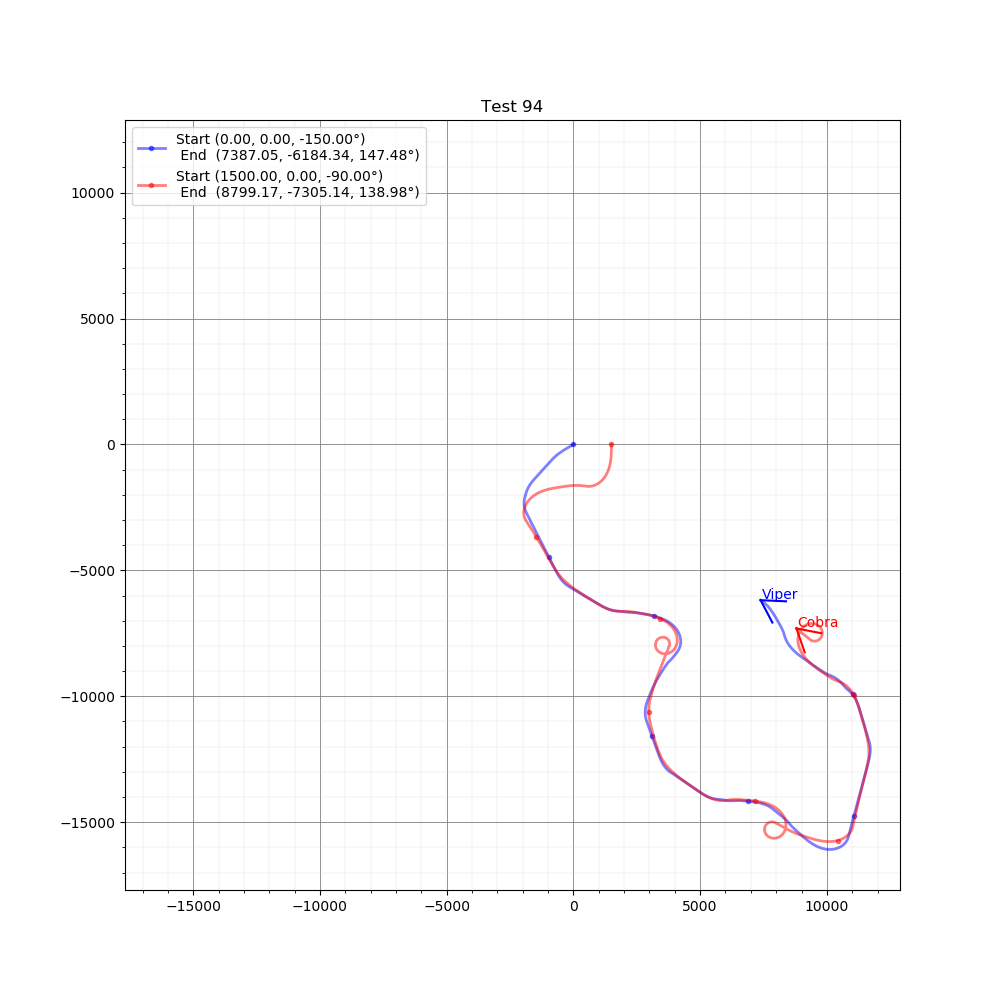 Test 94
Start (0.00, 0.00, -150.00°)
End (7387.05, -6184.34, 147.48°)
Start (1500.00, 0.00, -90.00°)
End (8799.17, -7305.14, 138.98°)
10000
5000
0
−5000
−10000
−15000
Viper
Cobra
−15000 −10000 −5000 0 5000 10000